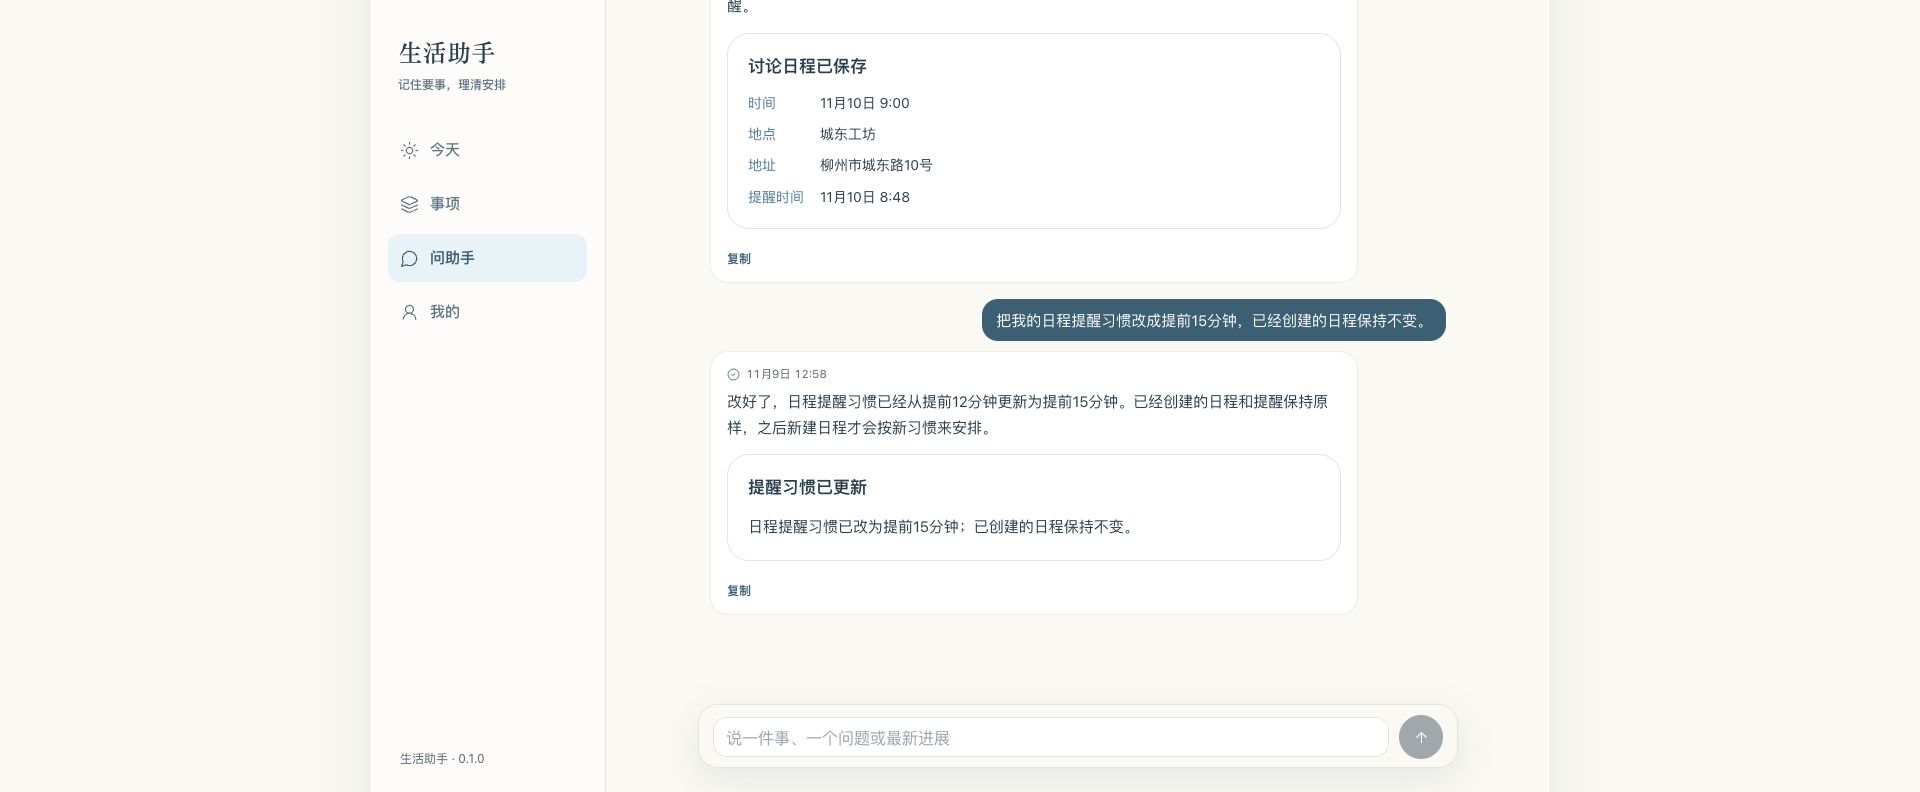 生活助手
记住要事，理清安排
今天
事项
问助手
我的
生活助手 · 0.1.0
醒。
讨论日程已保存
时间 11月10日 9:00
地点 城东工坊
地址 柳州市城东路10号
提醒时间 11月10日 8:48
复制
把我的日程提醒习惯改成提前15分钟，已经创建的日程保持不变。
11月9日 12:58
改好了，日程提醒习惯已经从提前12分钟更新为提前15分钟。已经创建的日程和提醒保持原
样，之后新建日程才会按新习惯来安排。
提醒习惯已更新
日程提醒习惯已改为提前15分钟；已创建的日程保持不变。
复制
说一件事、一个问题或最新进展